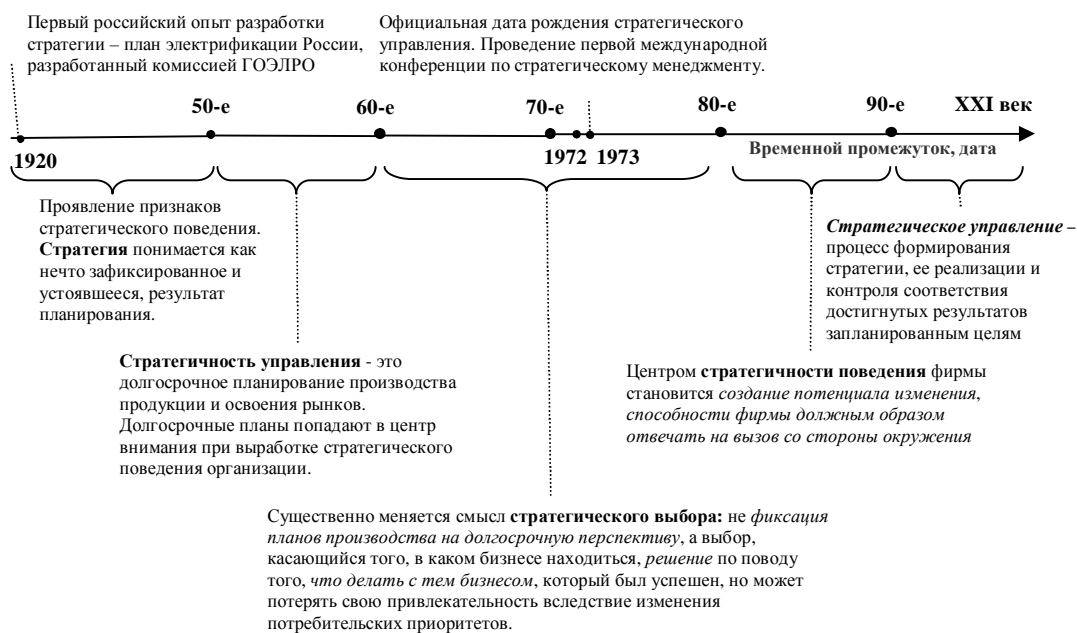 Первый российский опыт разработки
стратегии – план электрификации России,
разработанный комиссией ГОЭЛРО
Официальная дата рождения стратегического
управления. Проведение первой международной
конференции по стратегическому менеджменту.
50-е
60-е
70-е
80-е
90-е
XXI век
1920
1972
1973
Временной промежуток, дата
Проявление признаков
стратегического поведения.
Стратегия понимается как
нечто зафиксированное и
устоявшееся, результат
планирования.
Стратегическое управление –
процесс формирования
стратегии, ее реализации и
контроля соответствия
достигнутых результатов
запланированным целям
Стратегичность управления - это
долгосрочное планирование производства
продукции и освоения рынков.
Долгосрочные планы попадают в центр
внимания при выработке стратегического
поведения организации.
Центром стратегичности поведения фирмы
становится создание потенциала изменения,
способности фирмы должным образом
отвечать на вызов со стороны окружения
Существенно меняется смысл стратегического выбора: не фиксация
планов производства на долгосрочную перспективу, а выбор,
касающийся того, в каком бизнесе находиться, решение по поводу
того, что делать с тем бизнесом, который был успешен, но может
потерять свою привлекательность вследствие изменения
потребительских приоритетов.